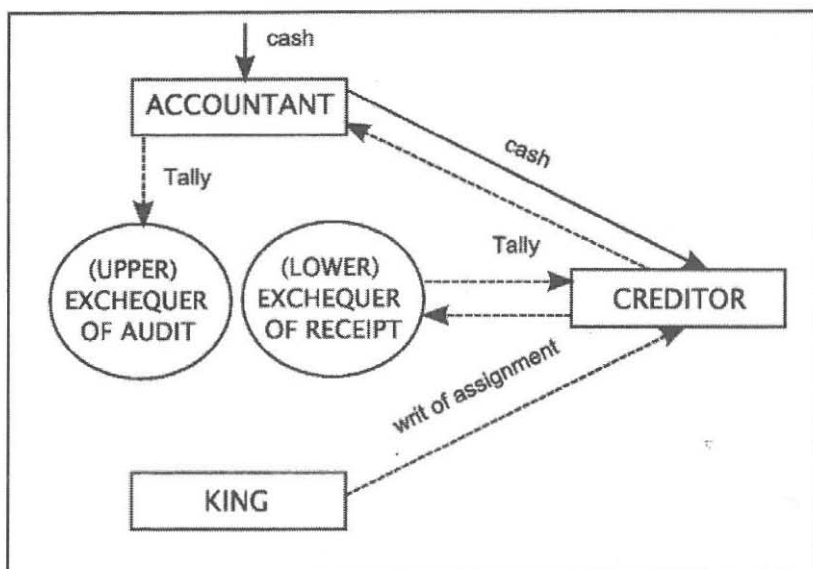 cash
ACCOUNTANT
cash
Tally
(UPPER)
EXCHEQUER
OF AUDIT
(LOWER)
EXCHEQUER
OF RECEIPT
Tally
CREDITOR
writ of assignment
KING